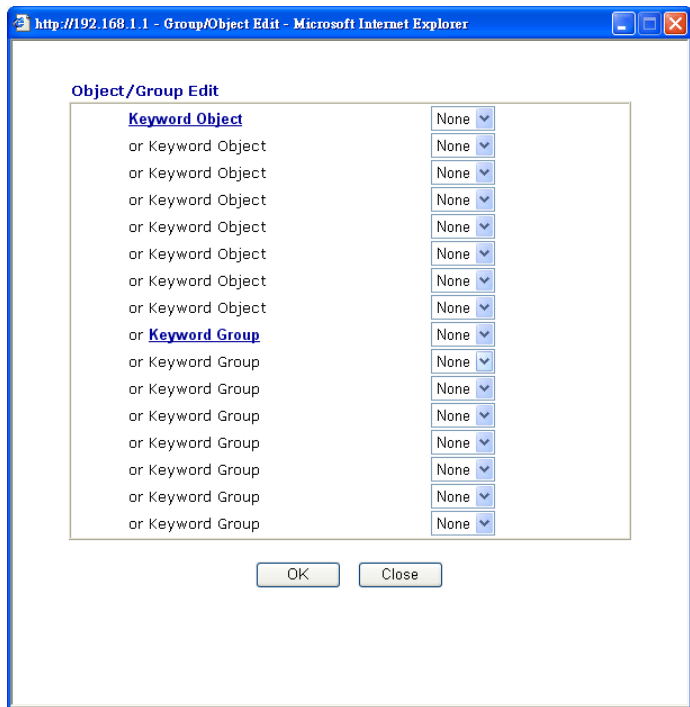 http://192.168.1.1 - Group/Object Edit - Microsoft Internet Explorer
Object/Group Edit
Keyword Object None
or Keyword Object None
or Keyword Object None
or Keyword Object None
or Keyword Object None
or Keyword Object None
or Keyword Object None
or Keyword Object None
or Keyword Group None
or Keyword Group None
or Keyword Group None
or Keyword Group None
or Keyword Group None
or Keyword Group None
or Keyword Group None
or Keyword Group None
OK Close